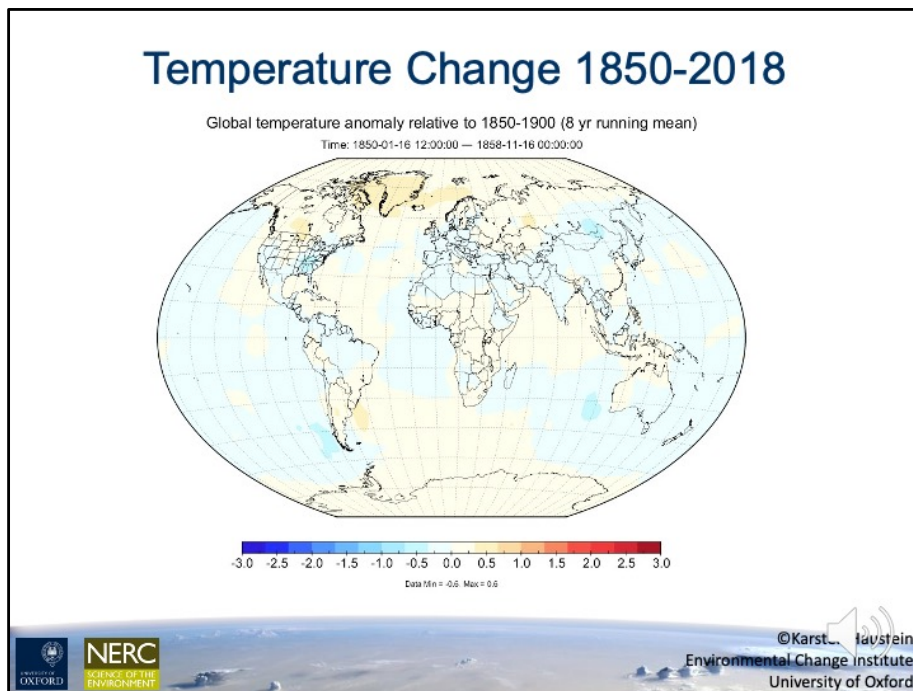 Temperature Change 1850-2018
Global temperature anomaly relative to 1850-1900 (8 yr running mean)
Time: 1850-01-16 12:00:00 — 1858-11-16 00:00:00
-3.0 -2.5 -2.0 -1.5 -1.0 -0.5 0.0 0.5 1.0 1.5 2.0 2.5 3.0
Data Min = -0.6, Max = 0.6
UNIVERSITY OF
OXFORD
NERC
SCIENCE OF THE
ENVIRONMENT
©Karsten Haustein
Environmental Change Institute
University of Oxford